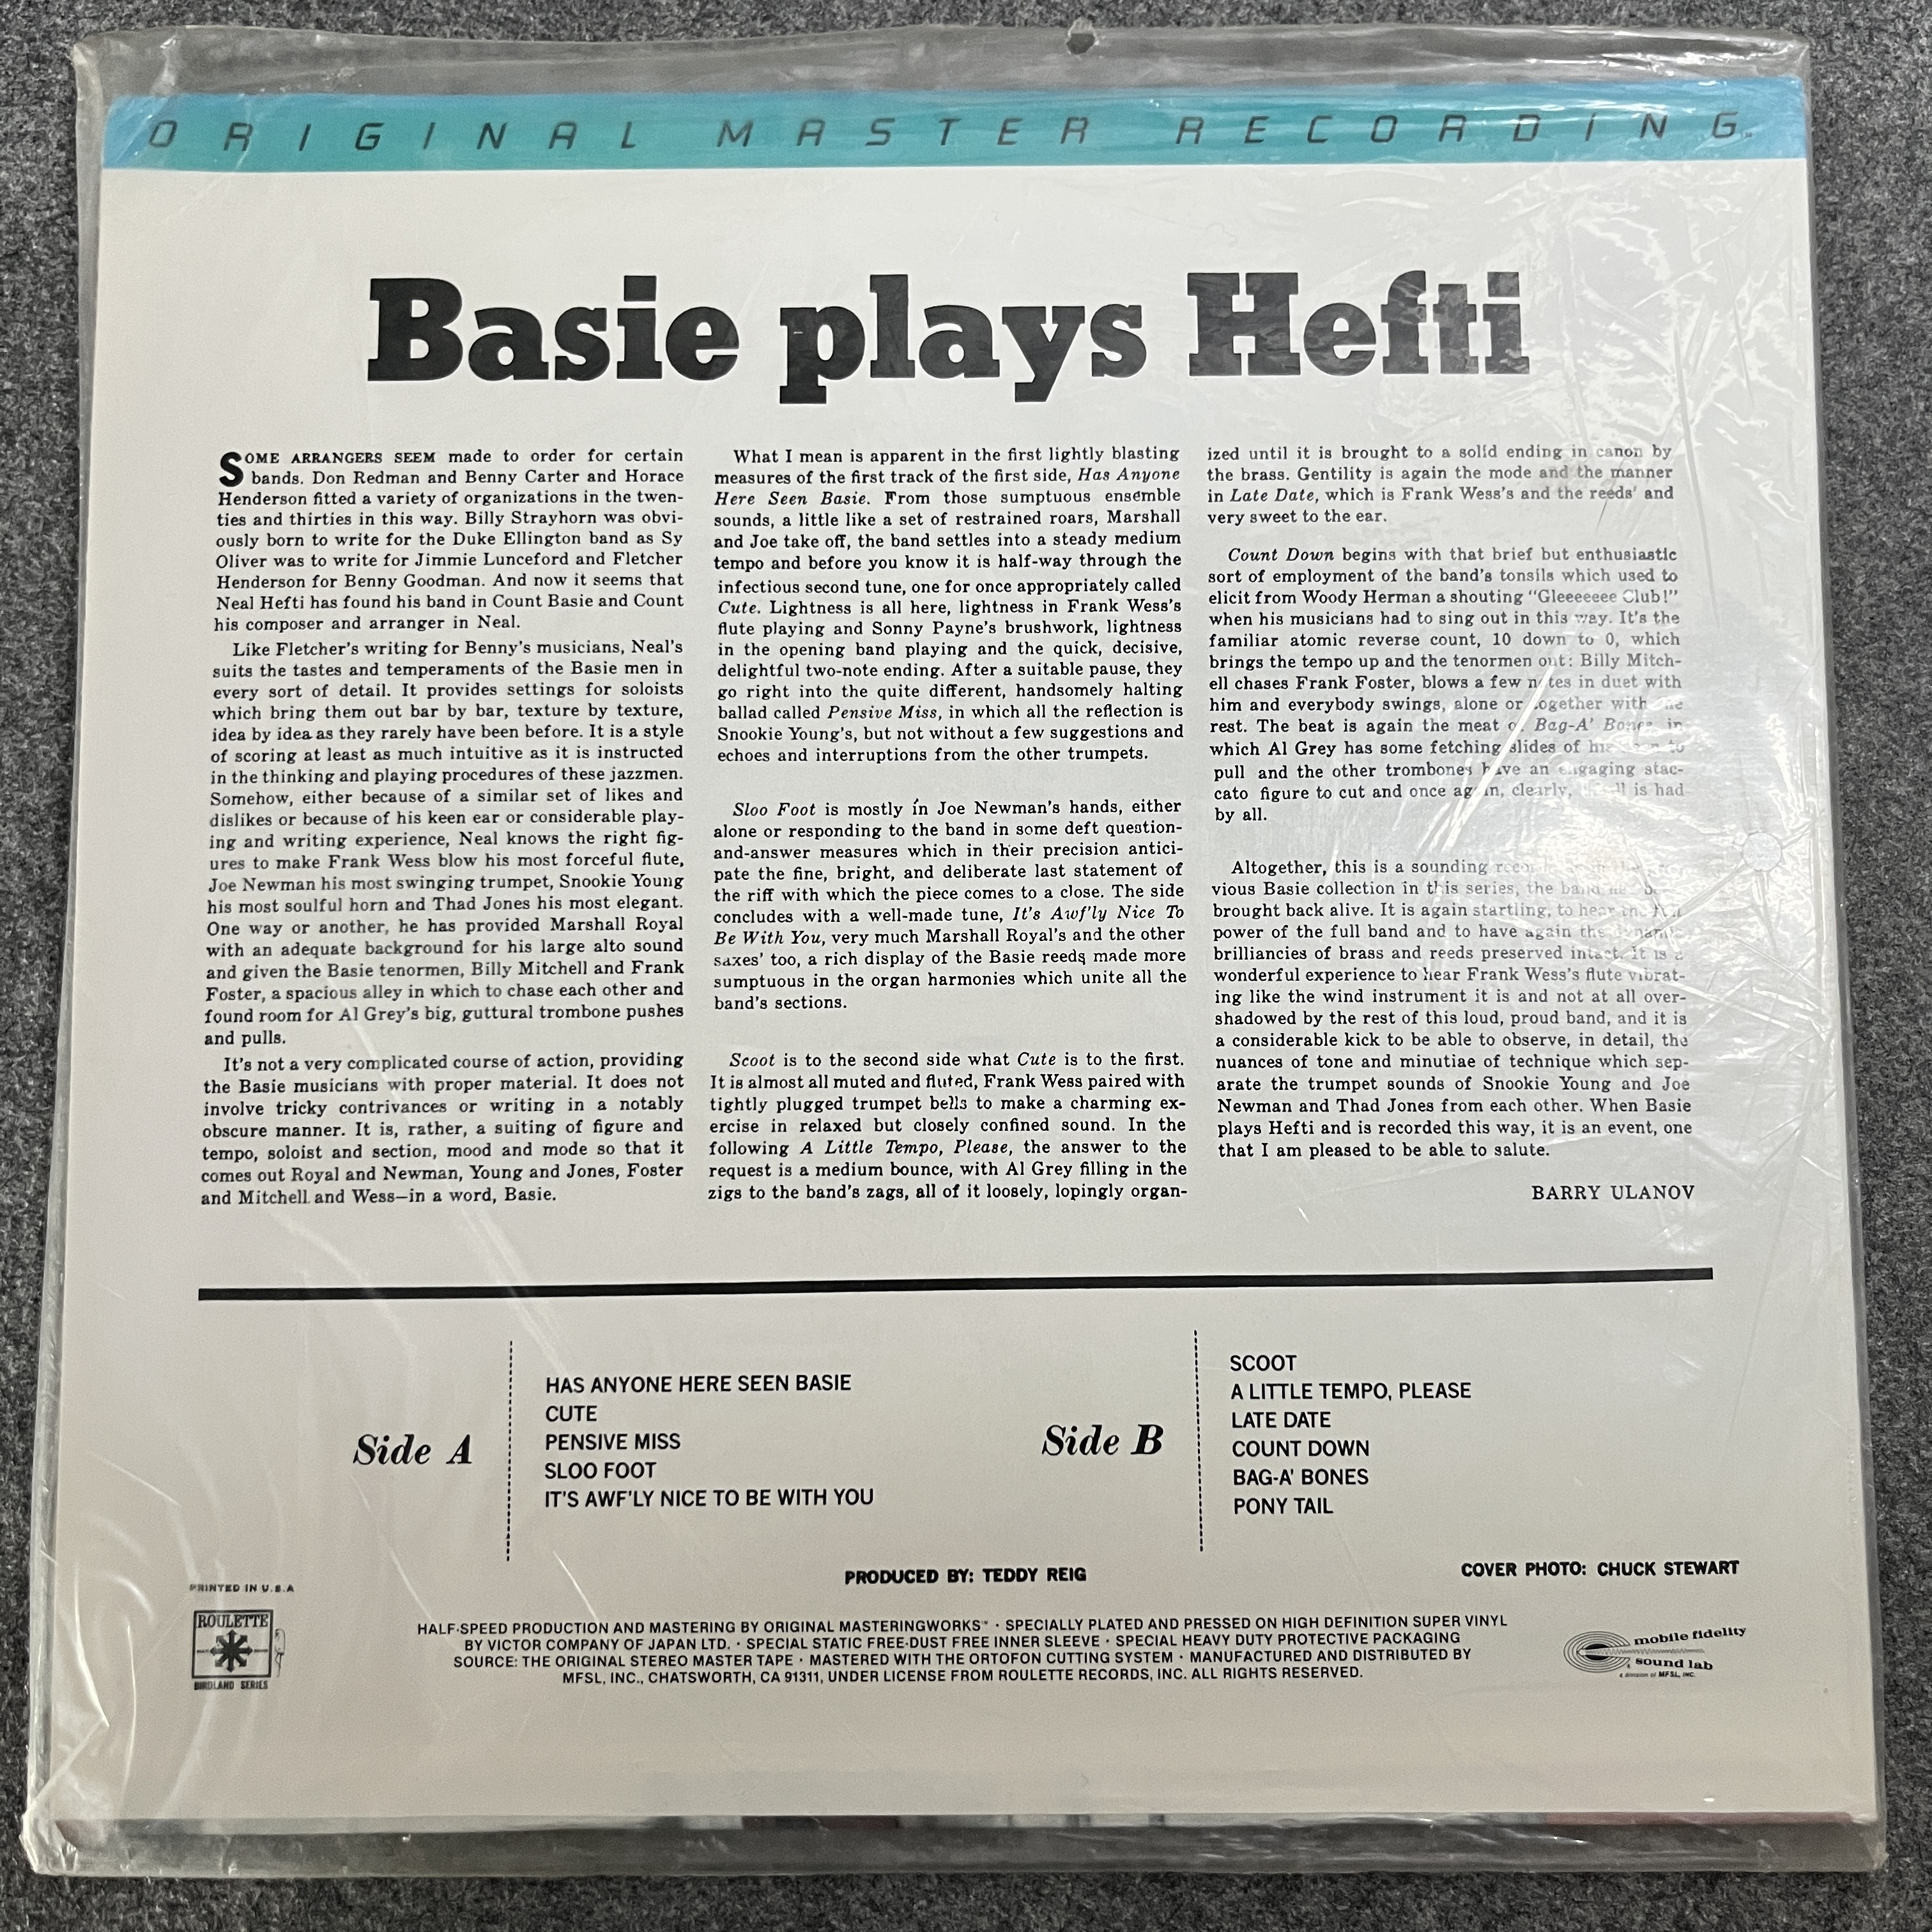 ORIGINAL MASTER RECORDING
Basie plays Hefti
SOME ARRANGERS SEEM made to order for certain
bands. Don Redman and Benny Carter and Horace
Henderson fitted a variety of organizations in the twen-
ties and thirties in this way. Billy Strayhorn was obvi-
ously born to write for the Duke Ellington band as Sy
Oliver was to write for Jimmie Lunceford and Fletcher
Henderson for Benny Goodman. And now it seems that
Neal Hefti has found his band in Count Basie and Count
his composer and arranger in Neal.
Like Fletcher's writing for Benny's musicians, Neal's
suits the tastes and temperaments of the Basie men in
every sort of detail. It provides settings for soloists
which bring them out bar by bar, texture by texture,
idea by idea as they rarely have been before. It is a style
of scoring at least as much intuitive as it is instructed
in the thinking and playing procedures of these jazzmen.
Somehow, either because of a similar set of likes and
dislikes or because of his keen ear or considerable play-
ing and writing experience, Neal knows the right fig-
ures to make Frank Wess blow his most forceful flute,
Joe Newman his most swinging trumpet, Snookie Young
his most soulful horn and Thad Jones his most elegant.
One way or another, he has provided Marshall Royal
with an adequate background for his large alto sound
and given the Basie tenormen, Billy Mitchell and Frank
Foster, a spacious alley in which to chase each other and
found room for Al Grey's big, guttural trombone pushes
and pulls.
It's not a very complicated course of action, providing
the Basie musicians with proper material. It does not
involve tricky contrivances or writing in a notably
obscure manner. It is, rather, a suiting of figure and
tempo, soloist and section, mood and mode so that it
comes out Royal and Newman, Young and Jones, Foster
and Mitchell and Wess—in a word, Basie.
What I mean is apparent in the first lightly blasting
measures of the first track of the first side, Has Anyone
Here Seen Basie. From those sumptuous ensemble
sounds, a little like a set of restrained roars, Marshall
and Joe take off, the band settles into a steady medium
tempo and before you know it is half-way through the
infectious second tune, one for once appropriately called
Cute. Lightness is all here, lightness in Frank Wess's
flute playing and Sonny Payne's brushwork, lightness
in the opening band playing and the quick, decisive,
delightful two-note ending. After a suitable pause, they
go right into the quite different, handsomely halting
ballad called Pensive Miss, in which all the reflection is
Snookie Young's, but not without a few suggestions and
echoes and interruptions from the other trumpets.
Sloo Foot is mostly in Joe Newman's hands, either
alone or responding to the band in some deft question-
and-answer measures which in their precision antici-
pate the fine, bright, and deliberate last statement of
the riff with which the piece comes to a close. The side
concludes with a well-made tune, It's Awf'ly Nice To
Be With You, very much Marshall Royal's and the other
saxes' too, a rich display of the Basie reeds made more
sumptuous in the organ harmonies which unite all the
band's sections.
Scoot is to the second side what Cute is to the first.
It is almost all muted and fluted, Frank Wess paired with
tightly plugged trumpet bells to make a charming ex-
ercise in relaxed but closely confined sound. In the
following A Little Tempo, Please, the answer to the
request is a medium bounce, with Al Grey filling in the
zigs to the band's zags, all of it loosely, lopingly organ-
ized until it is brought to a solid ending in canon by
the brass. Gentility is again the mode and the manner
in Late Date, which is Frank Wess's and the reeds' and
very sweet to the ear.
Count Down begins with that brief but enthusiastic
sort of employment of the band's tonsils which used to
elicit from Woody Herman a shouting "Gleeeeeee Club!"
when his musicians had to sing out in this way. It's the
familiar atomic reverse count, 10 down to 0, which
brings the tempo up and the tenormen out: Billy Mitch-
ell chases Frank Foster, blows a few notes in duet with
him and everybody swings, alone or together with the
rest. The beat is again the meat of Bag-A' Bones in
which Al Grey has some fetching slides of his own to
pull and the other trombones have an engaging stac-
cato figure to cut and once again, clearly, is had
by all.
Altogether, this is a sounding
vious Basie collection in this series, the band
brought back alive. It is again startling, to hear the full
power of the full band and to have again the dynamic
brilliancies of brass and reeds preserved intact. It is a
wonderful experience to hear Frank Wess's flute vibrat-
ing like the wind instrument it is and not at all over-
shadowed by the rest of this loud, proud band, and it is
a considerable kick to be able to observe, in detail, the
nuances of tone and minutiae of technique which sep-
arate the trumpet sounds of Snookie Young and Joe
Newman and Thad Jones from each other. When Basie
plays Hefti and is recorded this way, it is an event, one
that I am pleased to be able to salute.
BARRY ULANOV
Side A
HAS ANYONE HERE SEEN BASIE
CUTE
PENSIVE MISS
SLOO FOOT
IT'S AWF'LY NICE TO BE WITH YOU
Side B
SCOOT
A LITTLE TEMPO, PLEASE
LATE DATE
COUNT DOWN
BAG-A' BONES
PONY TAIL
PRODUCED BY: TEDDY REIG
COVER PHOTO: CHUCK STEWART
PRINTED IN U.S.A
ROULETTE
BIRDLAND SERIES
HALF-SPEED PRODUCTION AND MASTERING BY ORIGINAL MASTERINGWORKS™ · SPECIALLY PLATED AND PRESSED ON HIGH DEFINITION SUPER VINYL
BY VICTOR COMPANY OF JAPAN LTD. · SPECIAL STATIC FREE-DUST FREE INNER SLEEVE · SPECIAL HEAVY DUTY PROTECTIVE PACKAGING
SOURCE: THE ORIGINAL STEREO MASTER TAPE · MASTERED WITH THE ORTOFON CUTTING SYSTEM · MANUFACTURED AND DISTRIBUTED BY
MFSL, INC., CHATSWORTH, CA 91311, UNDER LICENSE FROM ROULETTE RECORDS, INC. ALL RIGHTS RESERVED.
mobile fidelity
sound lab
a division of MFSL, INC.